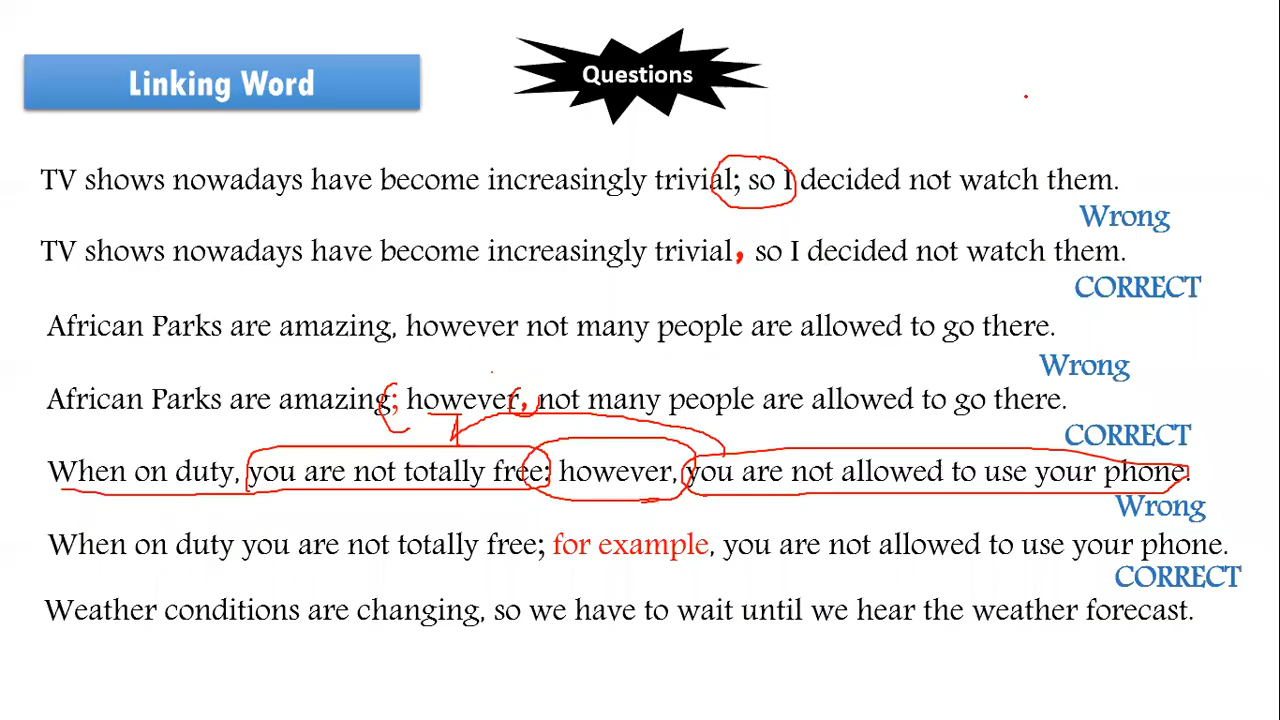 Linking Word
Questions
TV shows nowadays have become increasingly trivial; so I decided not watch them.
Wrong
TV shows nowadays have become increasingly trivial, so I decided not watch them.
CORRECT
African Parks are amazing, however not many people are allowed to go there.
Wrong
African Parks are amazing; however, not many people are allowed to go there.
CORRECT
When on duty, you are not totally free; however, you are not allowed to use your phone.
Wrong
When on duty you are not totally free; for example, you are not allowed to use your phone.
CORRECT
Weather conditions are changing, so we have to wait until we hear the weather forecast.